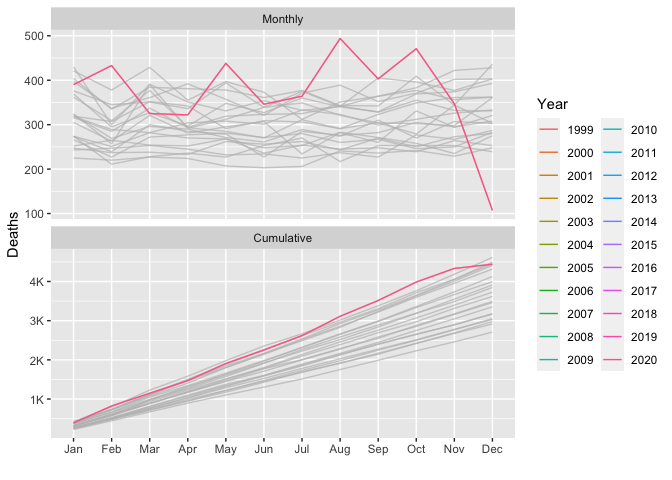 Monthly
500
400
300
200
100
Deaths
Cumulative
4K
3K
2K
1K
Jan Feb Mar Apr May Jun Jul Aug Sep Oct Nov Dec
Year
1999 2010
2000 2011
2001 2012
2002 2013
2003 2014
2004 2015
2005 2016
2006 2017
2007 2018
2008 2019
2009 2020